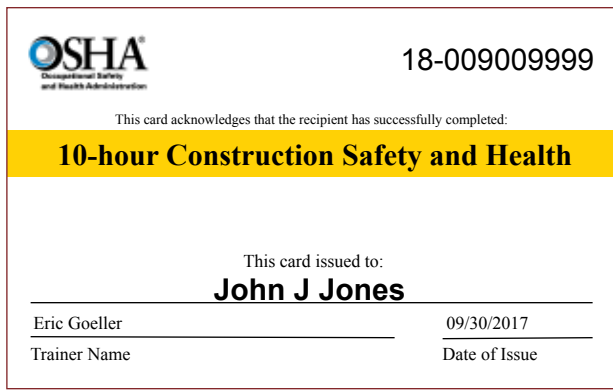 OSHA®
Occupational Safety
and Health Administration
18-009009999
This card acknowledges that the recipient has successfully completed:
10-hour Construction Safety and Health
This card issued to:
John J Jones
Eric Goeller 09/30/2017
Trainer Name Date of Issue